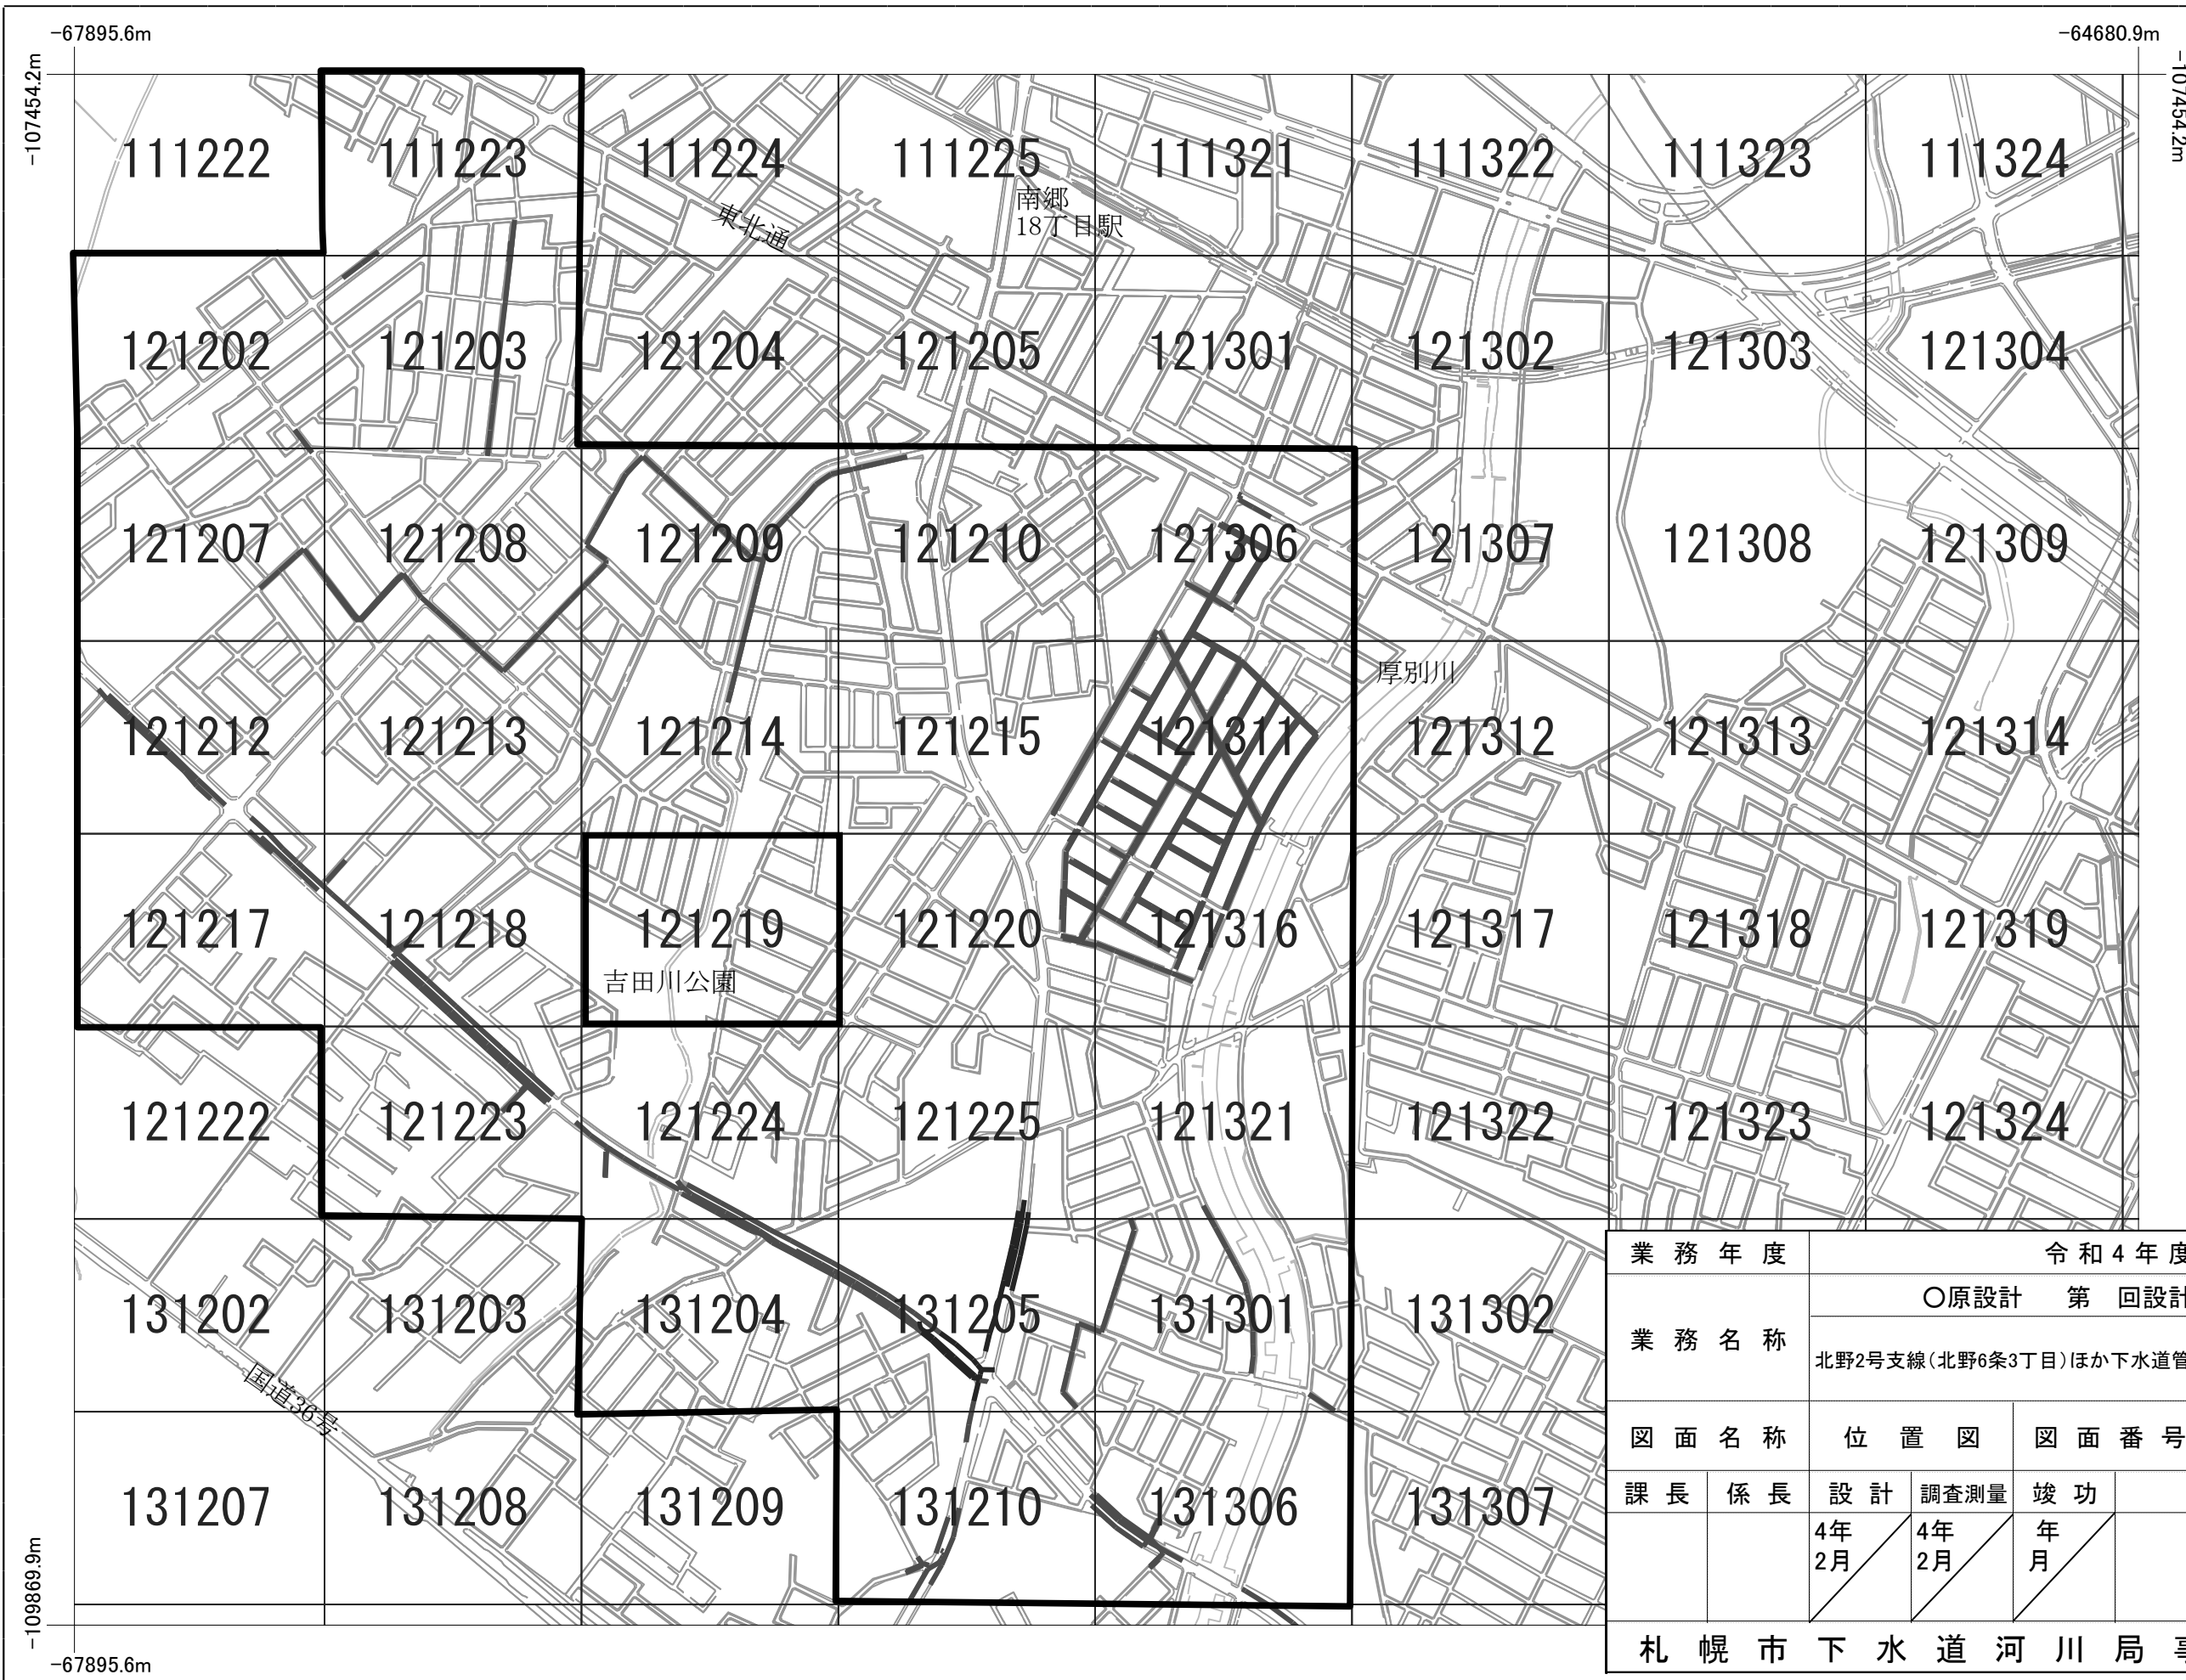 -67895.6m
-64680.9m
-107454.2m
-107454.2m
111222 111223 111224 111225 111321 111322 111323 111324
東北通
南郷
18丁目駅
121202 121203 121204 121205 121301 121302 121303 121304
121207 121208 121209 121210 121306 121307 121308 121309
厚別川
121212 121213 121214 121215 121311 121312 121313 121314
121217 121218 121219 121220 121316 121317 121318 121319
吉田川公園
121222 121223 121224 121225 121321 121322 121323 121324
131202 131203 131204 131205 131301 131302
国道36号
131207 131208 131209 131210 131306 131307
-109869.9m
-67895.6m
業務年度 令和4年度
〇原設計 第 回設計
業務名称
北野2号支線(北野6条3丁目)ほか下水道管
図面名称 位置図 図面番号
課長 係長 設計 調査測量 竣功
4年 4年 年
2月 2月 月
札幌市下水道河川局